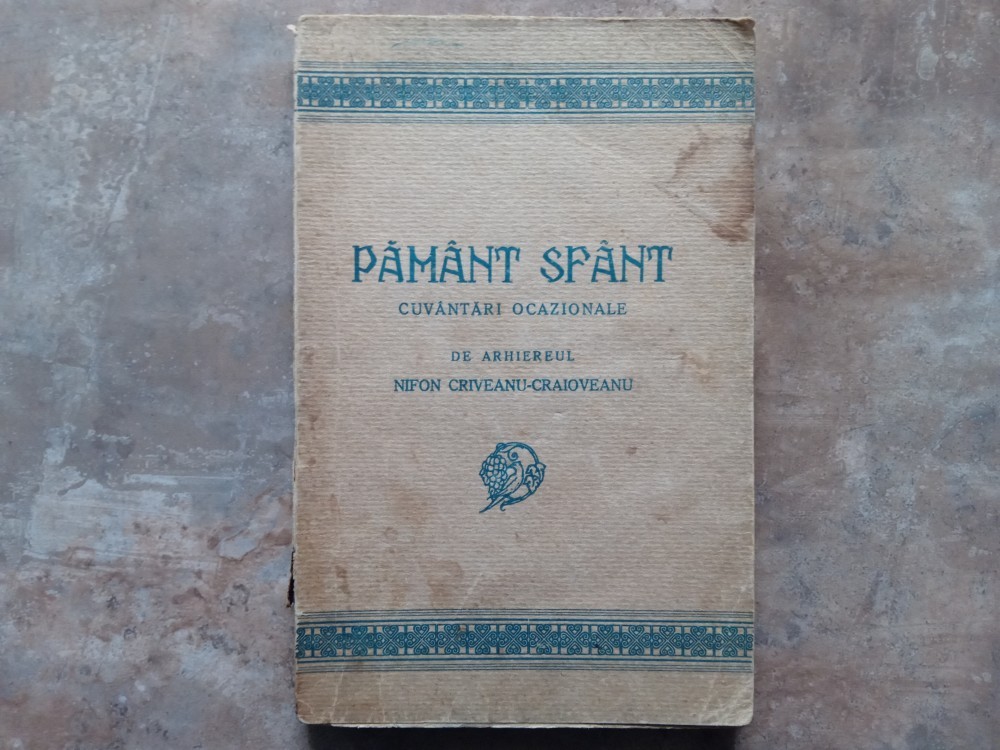 PĂMÂNT SFÂNT
CUVÂNTĂRI OCAZIONALE
DE ARHIEREUL
NIFON CRIVEANU-CRAIOVEANU